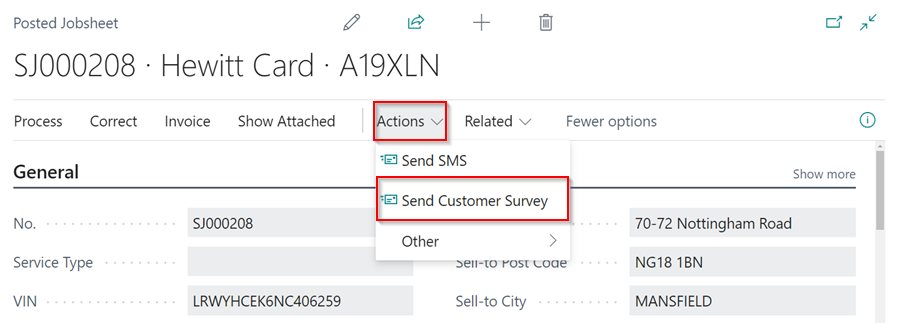 Posted Jobsheet
SJ000208 · Hewitt Card · A19XLN
Process Correct Invoice Show Attached Actions Related Fewer options
Send SMS
General Show more
Send Customer Survey
No. SJ000208 70-72 Nottingham Road
Other
Service Type Sell-to Post Code NG18 1BN
VIN LRWYHCEK6NC406259 Sell-to City MANSFIELD